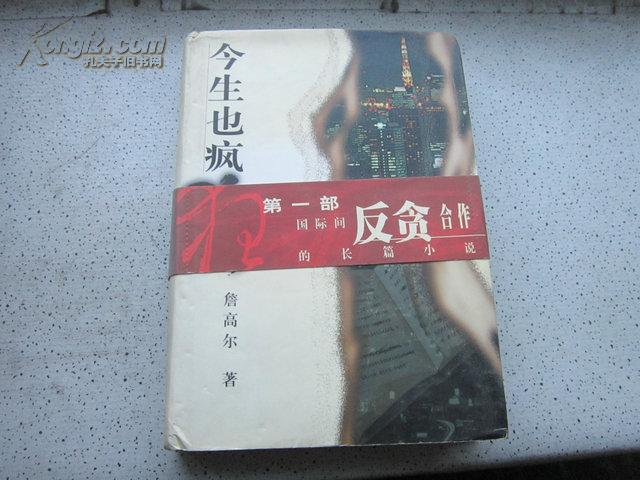 Kongfz.com
孔夫子旧书网
今生也疯
狂
第一部
国际间反贪合作
的长篇小说
詹高尔 著